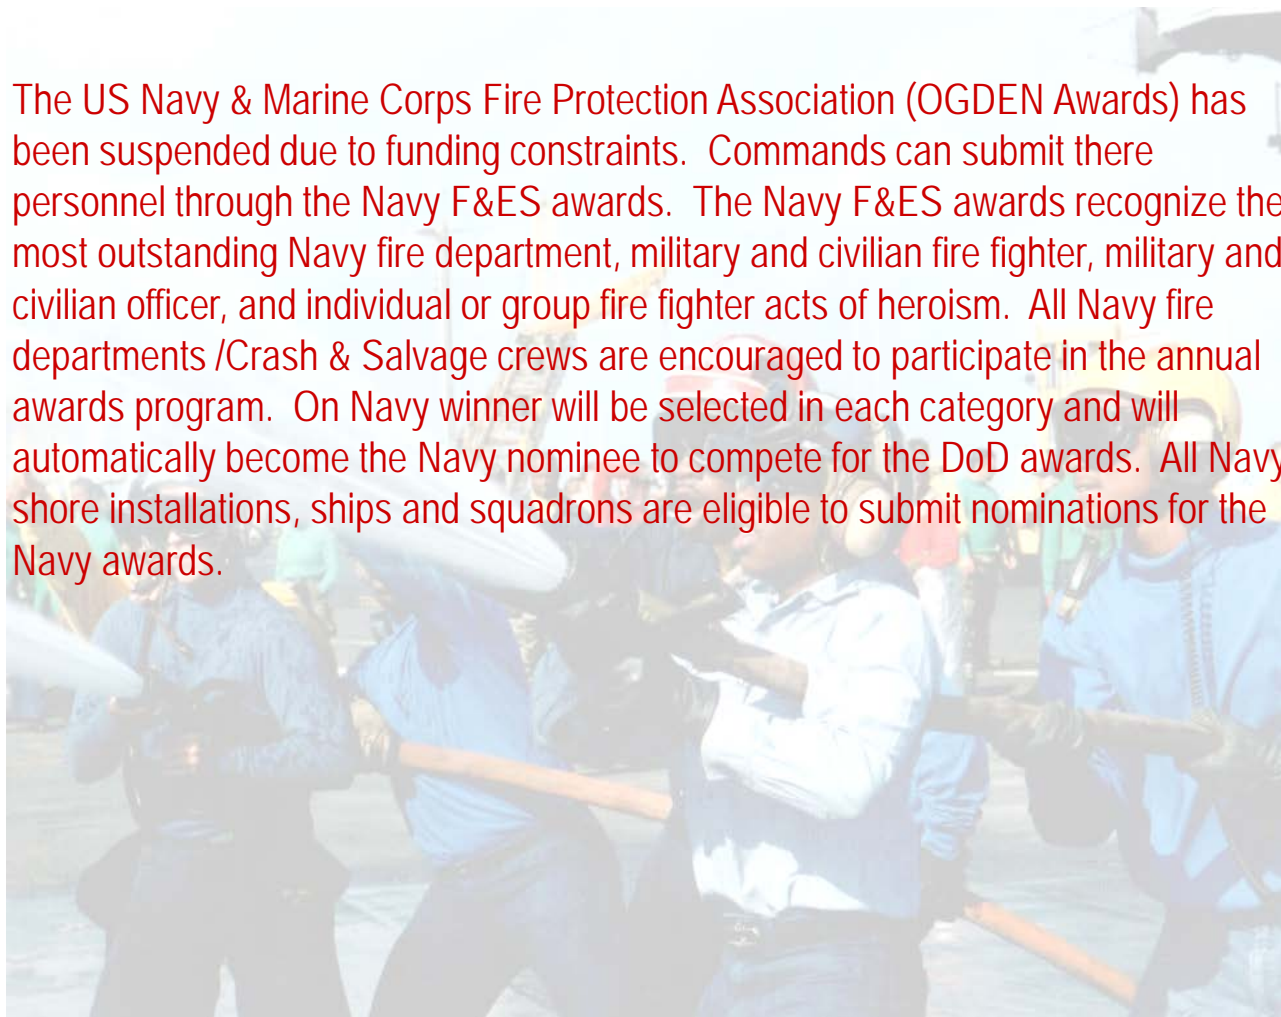 The US Navy & Marine Corps Fire Protection Association (OGDEN Awards) has
been suspended due to funding constraints.  Commands can submit there
personnel through the Navy F&ES awards.  The Navy F&ES awards recognize the
most outstanding Navy fire department, military and civilian fire fighter, military and
civilian officer, and individual or group fire fighter acts of heroism.  All Navy fire
departments /Crash & Salvage crews are encouraged to participate in the annual
awards program.  On Navy winner will be selected in each category and will
automatically become the Navy nominee to compete for the DoD awards.  All Navy
shore installations, ships and squadrons are eligible to submit nominations for the
Navy awards.